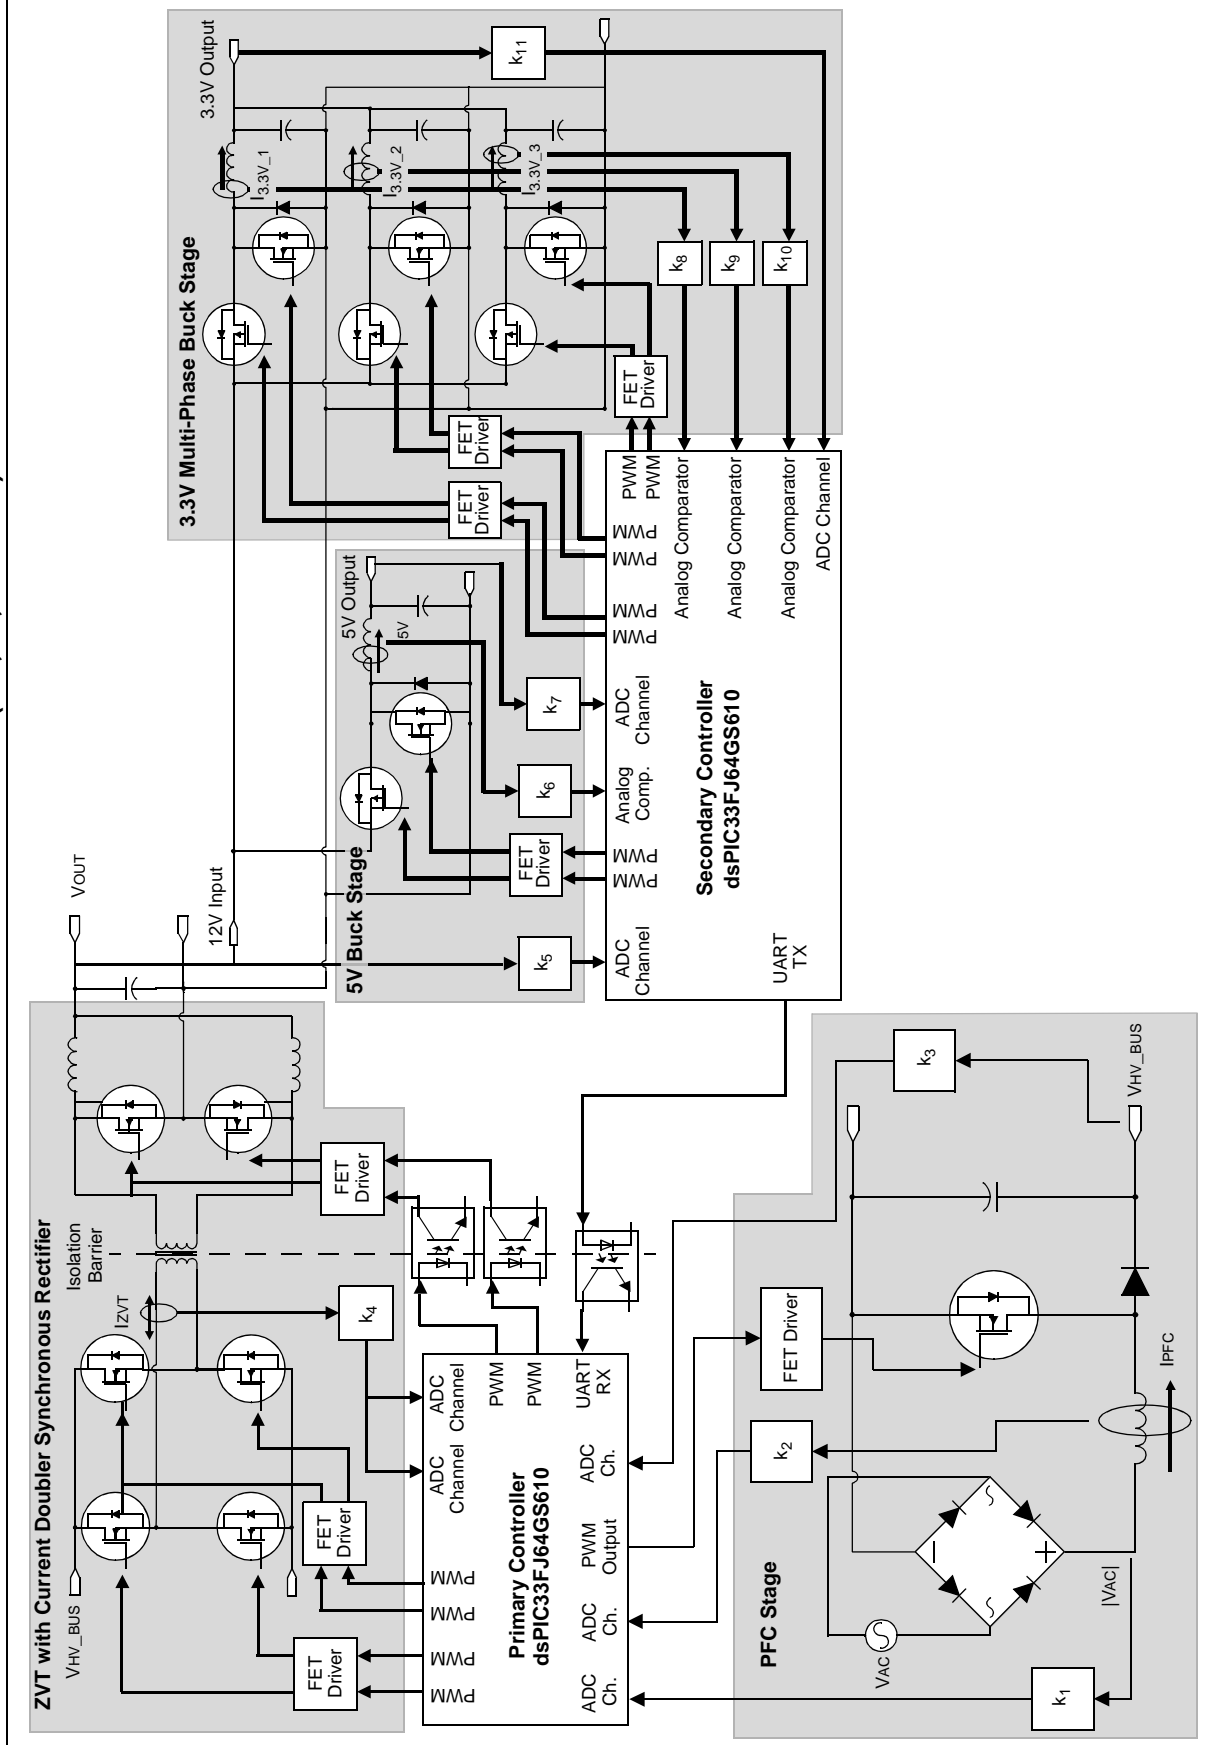 ZVT with Current Doubler Synchronous Rectifier
VHV_BUS
IZVT
Isolation
Barrier
VOUT
12V Input
FET
Driver
FET
Driver
FET
Driver
k4
k5
5V Buck Stage
5V Output
5V
FET
Driver
k6
k7
3.3V Multi-Phase Buck Stage
3.3V Output
I3.3V_1
I3.3V_2
I3.3V_3
FET
Driver
FET
Driver
FET
Driver
k8
k9
k10
k11
Primary Controller
dsPIC33FJ64GS610
PWM
PWM
PWM
PWM
ADC
Channel
ADC
Channel
PWM
PWM
UART
RX
ADC
Ch.
ADC
Ch.
PWM
Output
ADC
Ch.
Secondary Controller
dsPIC33FJ64GS610
ADC
Channel
PWM
PWM
Analog
Comp.
ADC
Channel
PWM
PWM
PWM
PWM
PWM
PWM
Analog Comparator
Analog Comparator
Analog Comparator
ADC Channel
UART
TX
PFC Stage
VAC
|VAC|
k1
k2
k3
FET Driver
IPFC
VHV_BUS